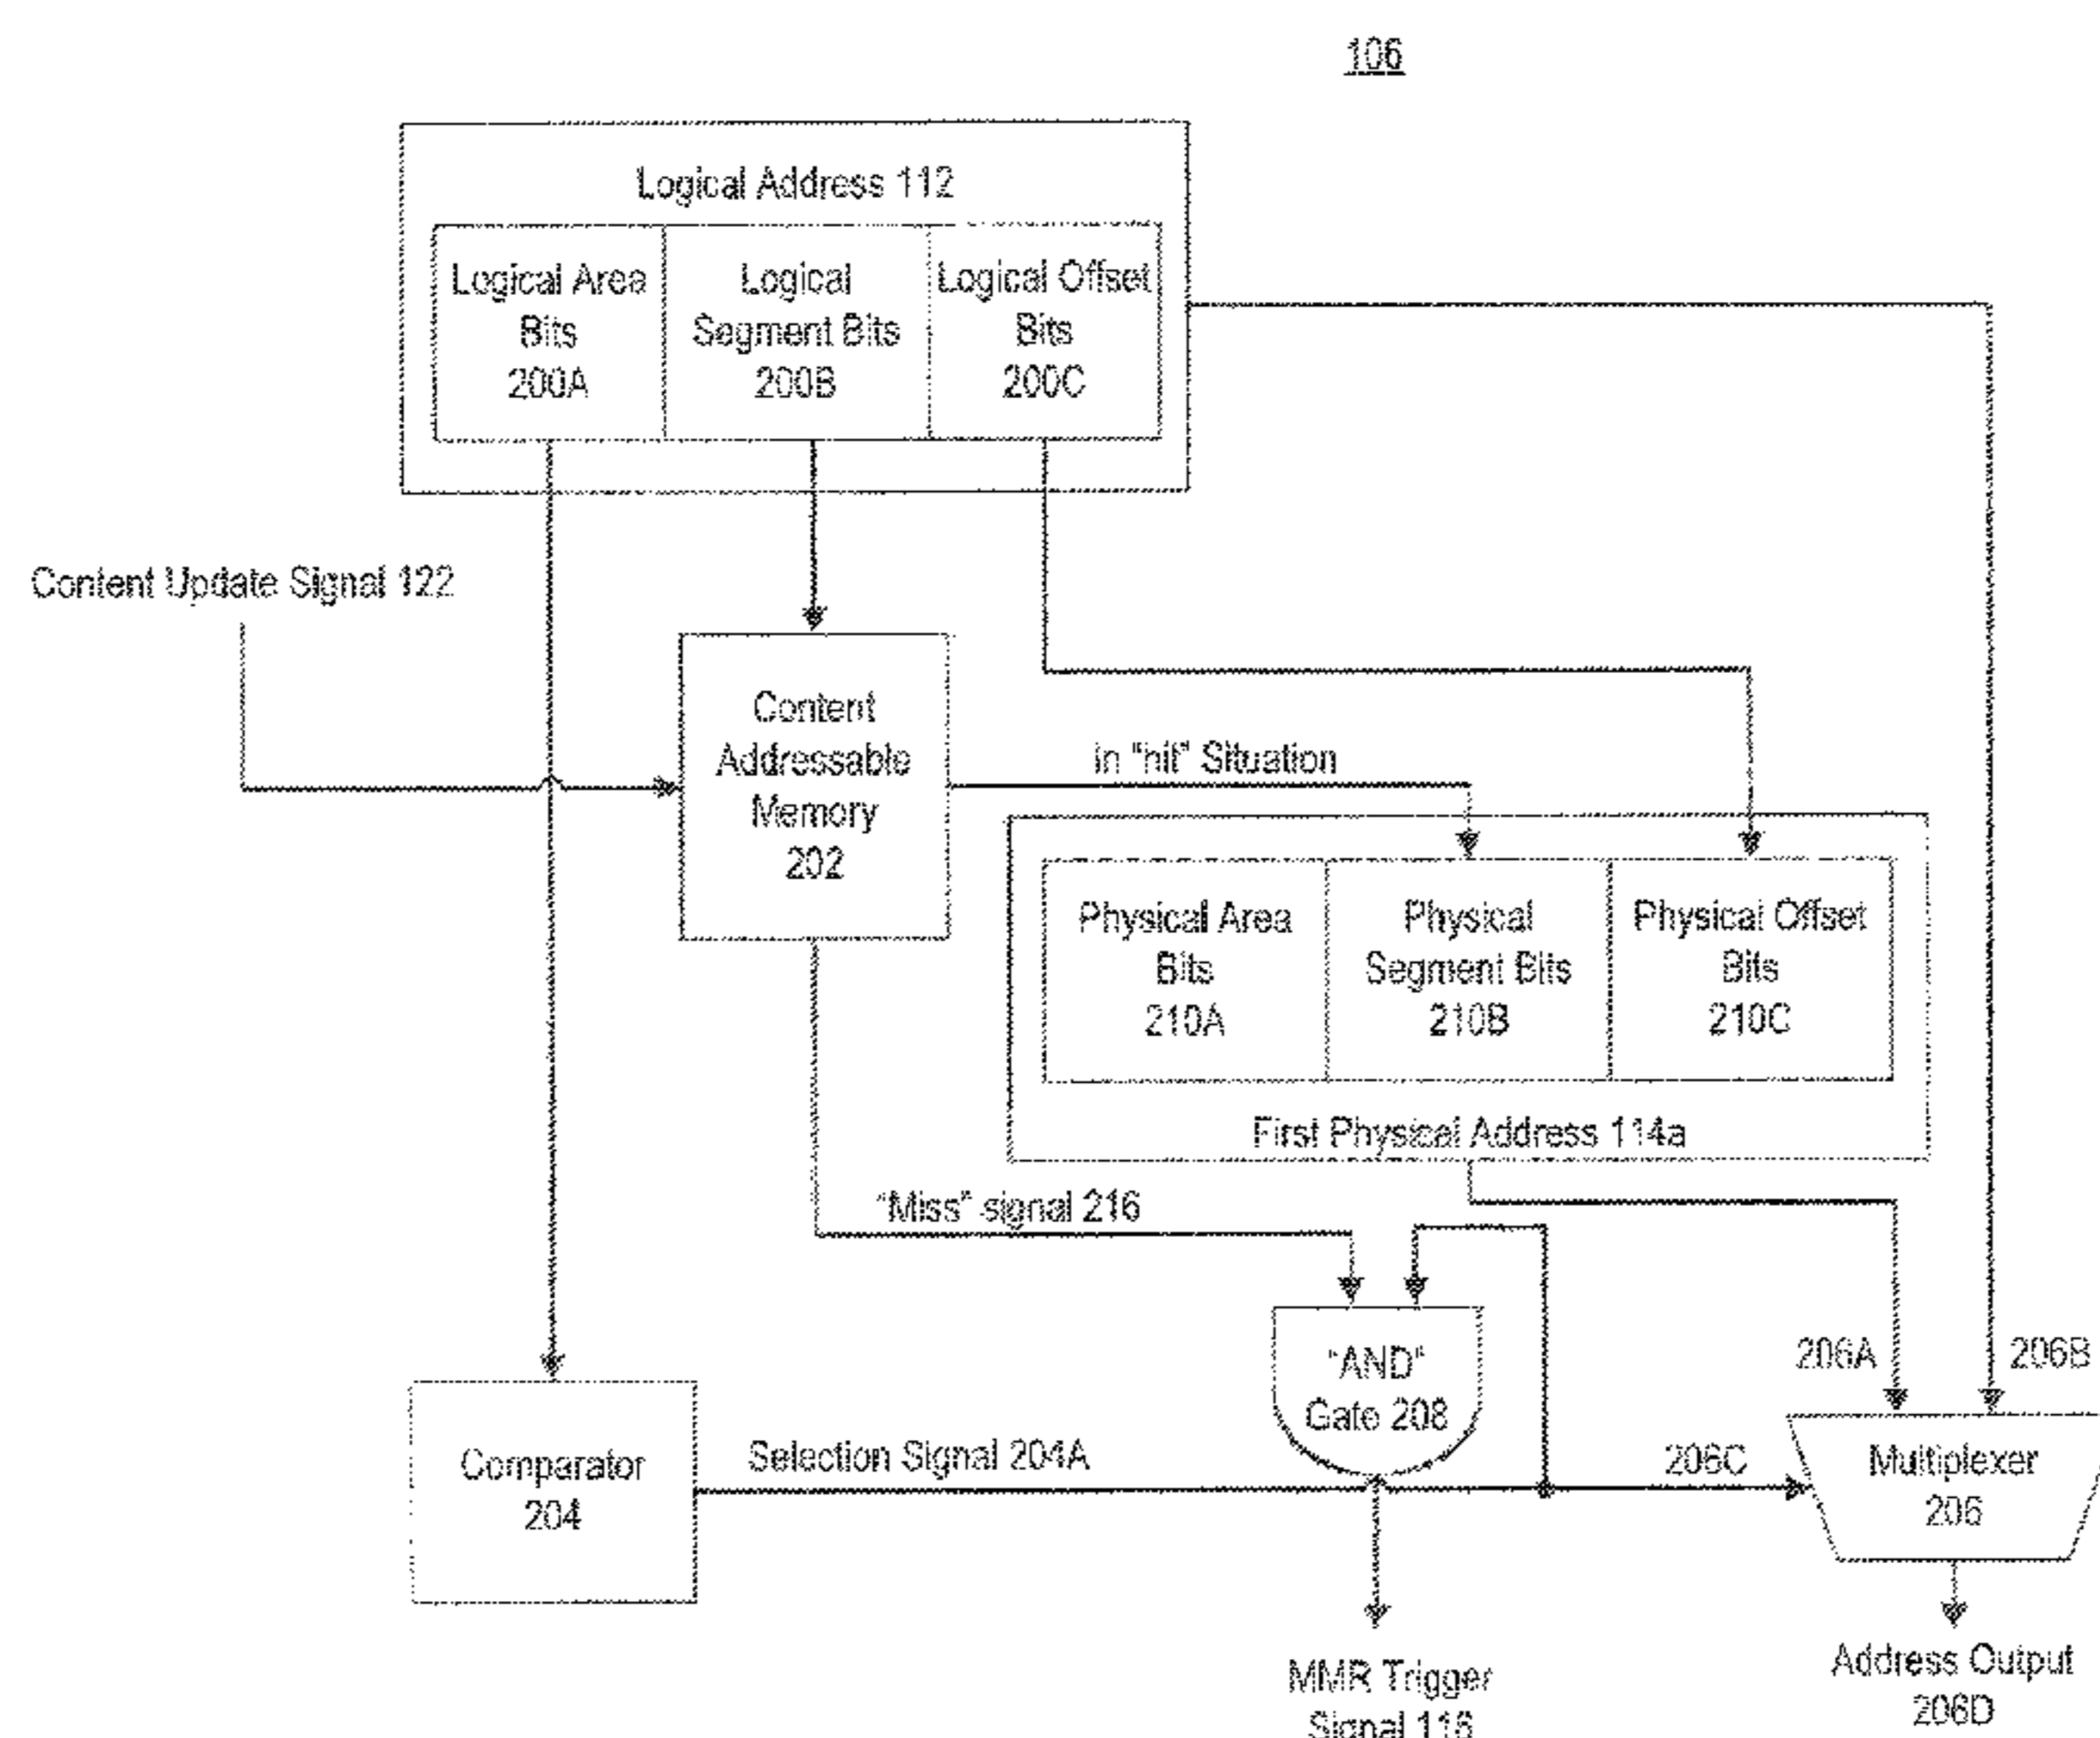 106
Logical Address 112
Logical Area
Bits
200A
Logical
Segment Bits
200B
Logical Offset
Bits
200C
Content Update Signal 122
Content
Addressable
Memory
202
in "hit" Situation
Physical Area
Bits
210A
Physical
Segment Bits
210B
Physical Offset
Bits
210C
First Physical Address 114a
"Miss" signal 216
"AND"
Gate 208
206A
206B
Comparator
204
Selection Signal 204A
206C
Multiplexer
206
MMR Trigger
Signal
Address Output
206D